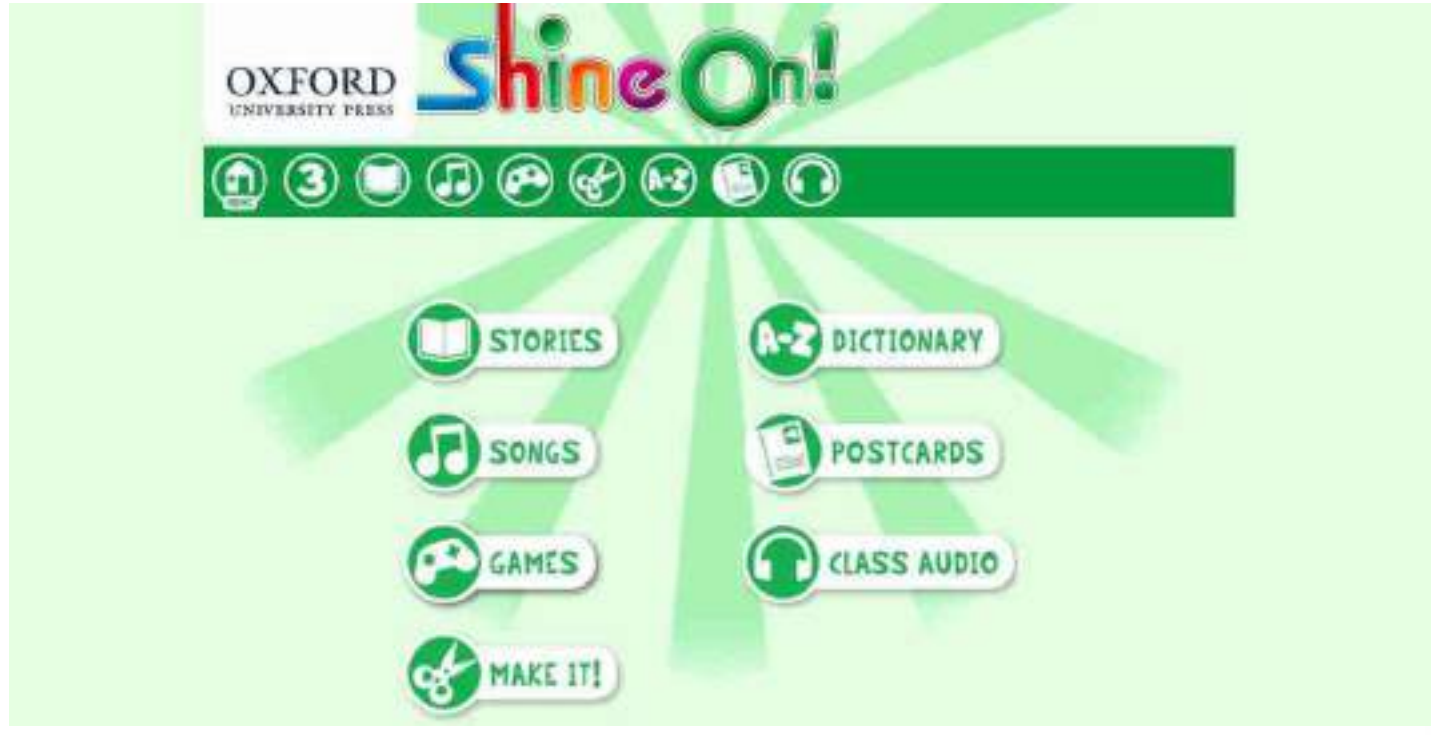 OXFORD
UNIVERSITY PRESS
Shine On!
3
A-Z
STORIES
SONGS
GAMES
MAKE IT!
A-Z
DICTIONARY
POSTCARDS
CLASS AUDIO